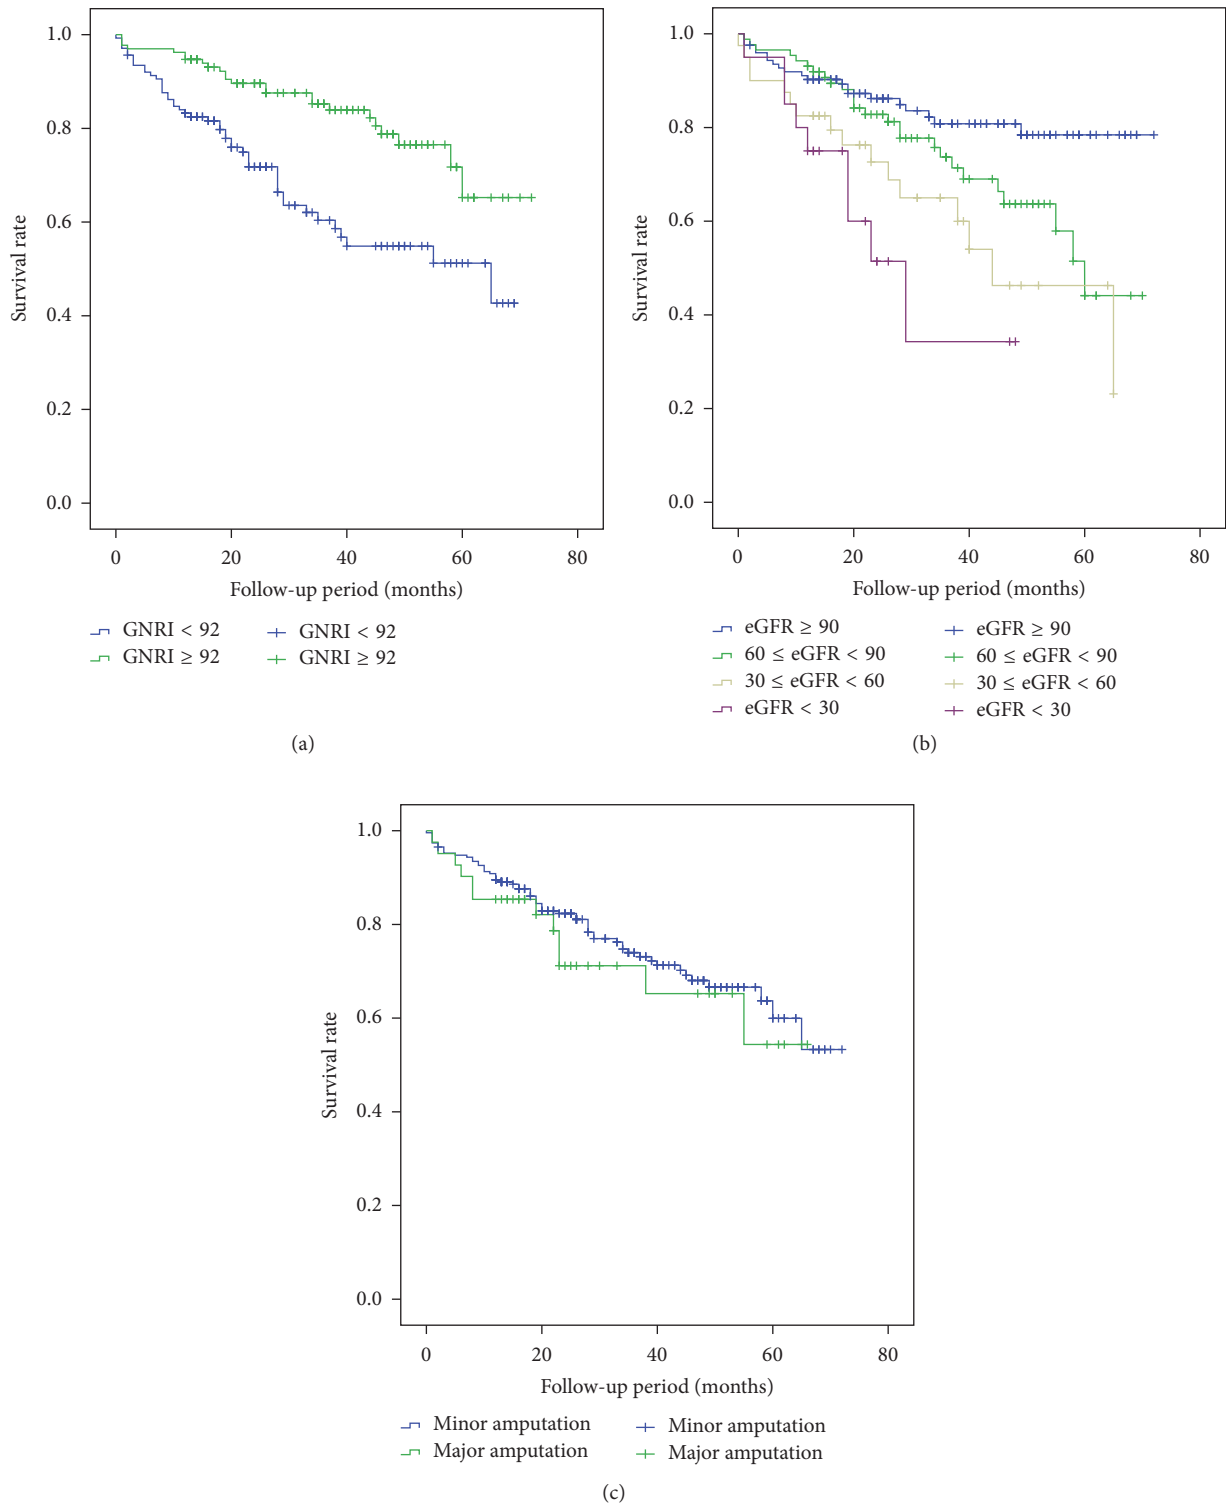 1.0
0.8
0.6
0.4
0.2
0.0
Survival rate
0 20 40 60 80
Follow-up period (months)
GNRI < 92 GNRI < 92
GNRI ≥ 92 GNRI ≥ 92
(a)
1.0
0.8
0.6
0.4
0.2
0.0
Survival rate
0 20 40 60 80
Follow-up period (months)
eGFR ≥ 90 eGFR ≥ 90
60 ≤ eGFR < 90 60 ≤ eGFR < 90
30 ≤ eGFR < 60 30 ≤ eGFR < 60
eGFR < 30 eGFR < 30
(b)
1.0
0.8
0.6
0.4
0.2
0.0
Survival rate
0 20 40 60 80
Follow-up period (months)
Minor amputation Minor amputation
Major amputation Major amputation
(c)